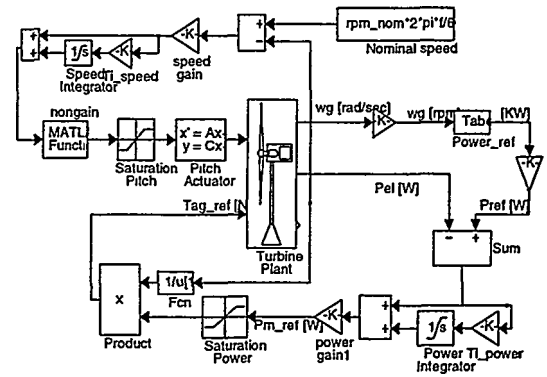 rpm_nom*2*pi*f/6
Nominal speed
+
+
1/s
-K-
-K-
+
−
Speed
TI_speed
Integrator
speed
gain
nongain
MATL
Functi
Saturation
Pitch
x' = Ax
y = Cx
Pitch
Actuator
wg [rad/sec]
-K-
wg [rpm
Tab
Power_ref
[KW]
-K-
Pel [W]
Pref [W]
Tag_ref [N
Turbine
Plant
−
+
Sum
x
Product
1/u[1
Fcn
Saturation
Power
Pm_ref [W]
-K-
power
gain1
+
+
1/s
-K-
Power
TI_power
Integrator